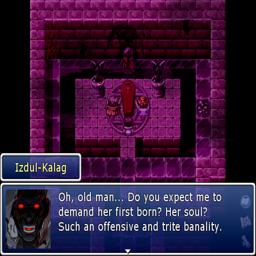 Izdul-Kalag
Oh, old man... Do you expect me to
demand her first born? Her soul?
Such an offensive and trite banality.